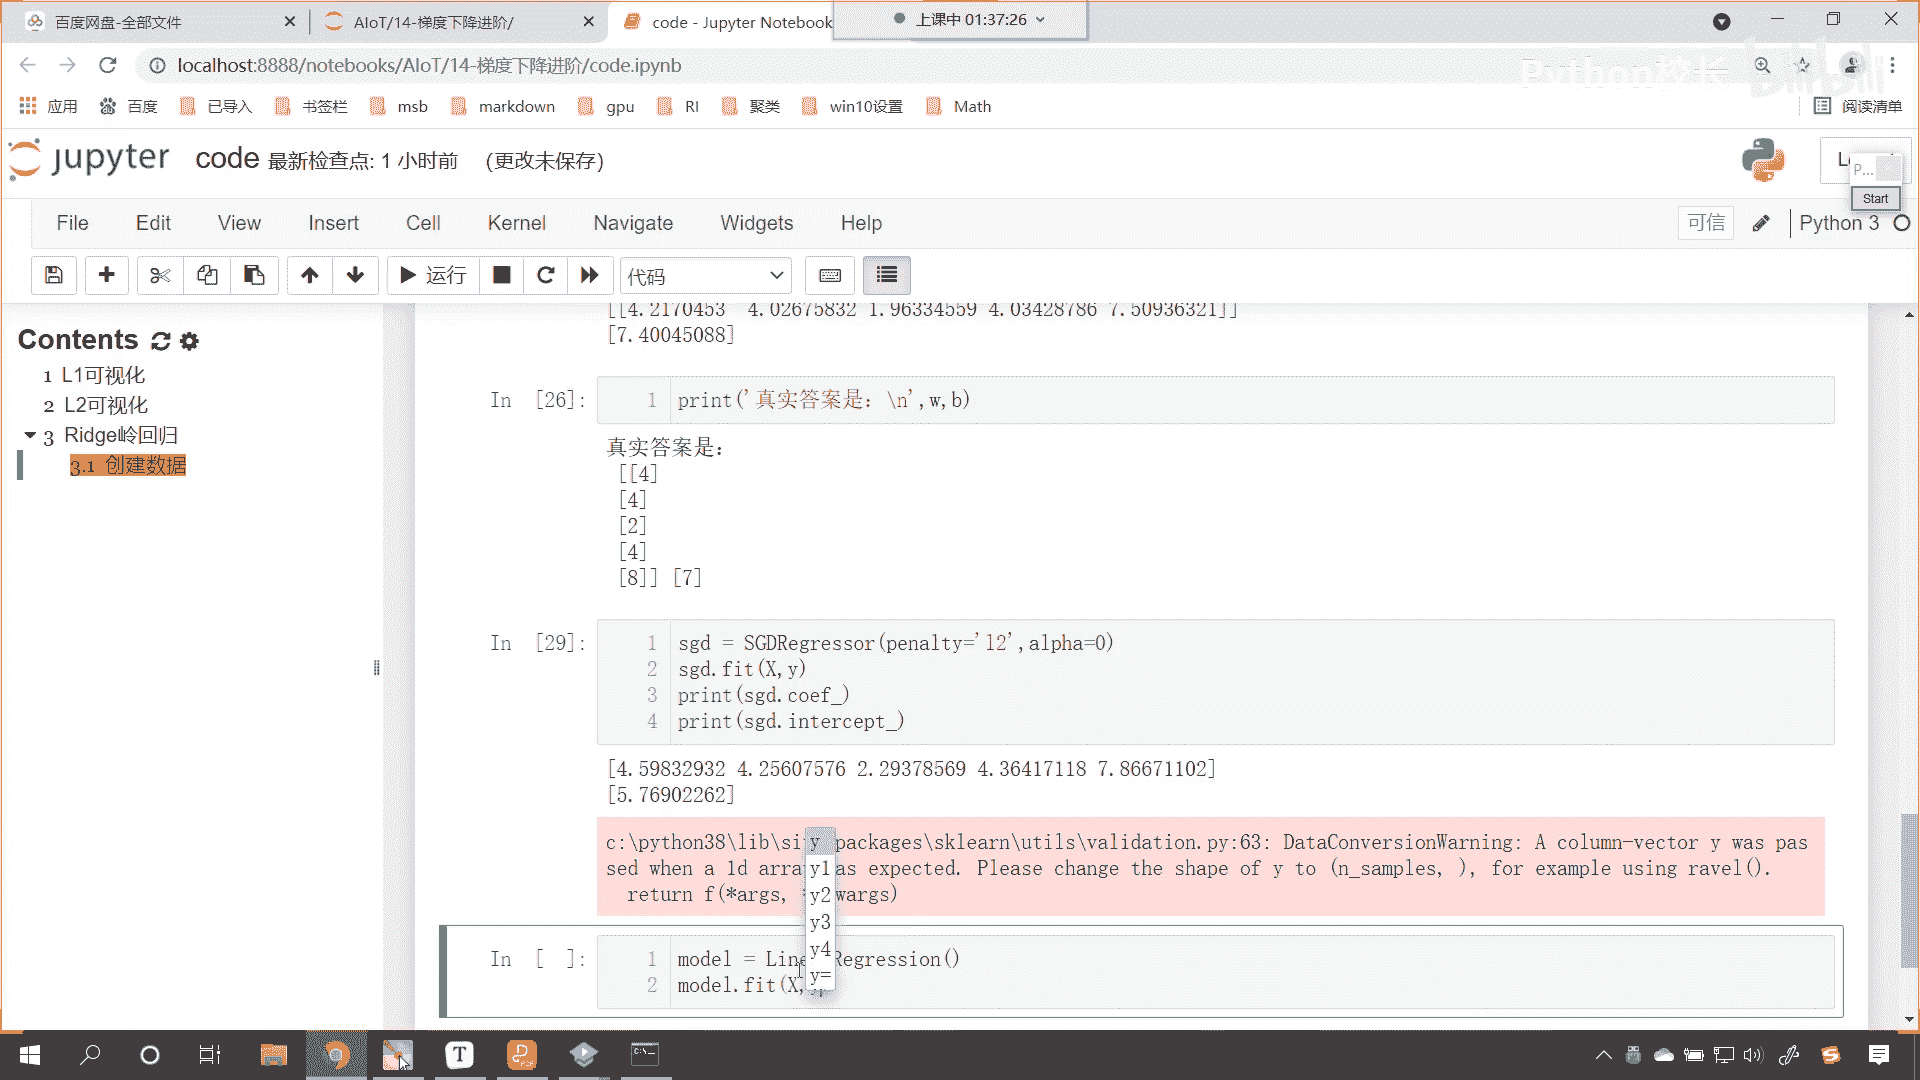 百度网盘-全部文件
AIoT/14-梯度下降进阶/
code - Jupyter Notebook
上课中 01:37:26
localhost:8888/notebooks/AIoT/14-梯度下降进阶/code.ipynb
应用 百度 已导入 书签栏 msb markdown gpu RI 聚类 win10设置 Math 阅读清单
jupyter code 最新检查点: 1 小时前 (更改未保存)
P...
Start
File Edit View Insert Cell Kernel Navigate Widgets Help 可信 Python 3
运行 代码
Contents
1 L1可视化
2 L2可视化
3 Ridge岭回归
3.1 创建数据
[[4.2170453 4.02675832 1.96334559 4.03428786 7.50936321]]
[7.40045088]
In [26]: 1 print('真实答案是: \n',w,b)
真实答案是:
[[4]
[4]
[2]
[4]
[8]] [7]
In [29]: 1 sgd = SGDRegressor(penalty='l2',alpha=0)
2 sgd.fit(X,y)
3 print(sgd.coef_)
4 print(sgd.intercept_)
[4.59832932 4.25607576 2.29378569 4.36417118 7.86671102]
[5.76902262]
c:\python38\lib\si packages\sklearn\utils\validation.py:63: DataConversionWarning: A column-vector y was pas
sed when a 1d arra as expected. Please change the shape of y to (n_samples, ), for example using ravel().
return f(*args, wargs)
y
y1
y2
y3
y4
y=
In [ ]: 1 model = Line Regression()
2 model.fit(X,